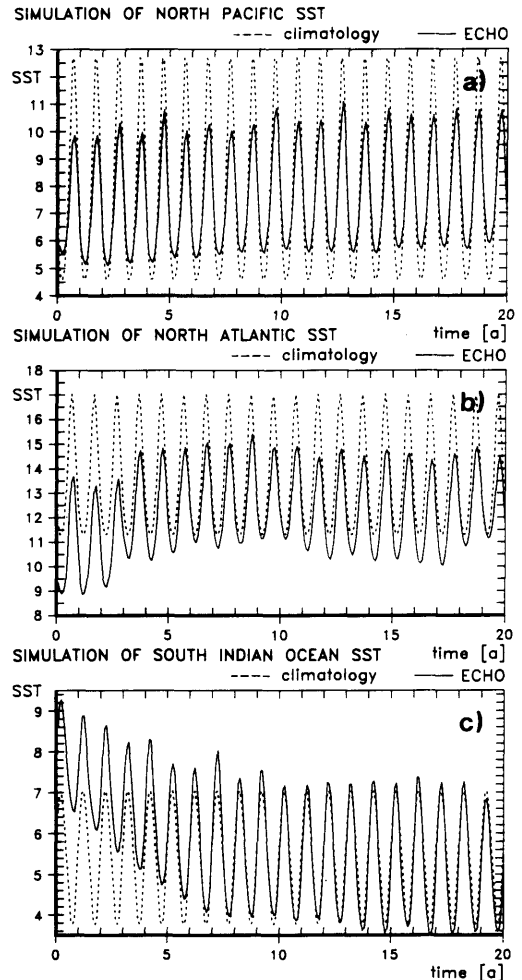 SIMULATION OF NORTH PACIFIC SST
climatology ECHO
13
SST
11
10
9
8
7
6
5
4
a)
0 5 10 15 20
SIMULATION OF NORTH ATLANTIC SST time [a]
climatology ECHO
18
SST
16
15
14
13
12
11
10
9
8
b)
0 5 10 15 20
SIMULATION OF SOUTH INDIAN OCEAN SST time [a]
climatology ECHO
SST
9
8
7
6
5
4
c)
0 5 10 15 20
time [a]